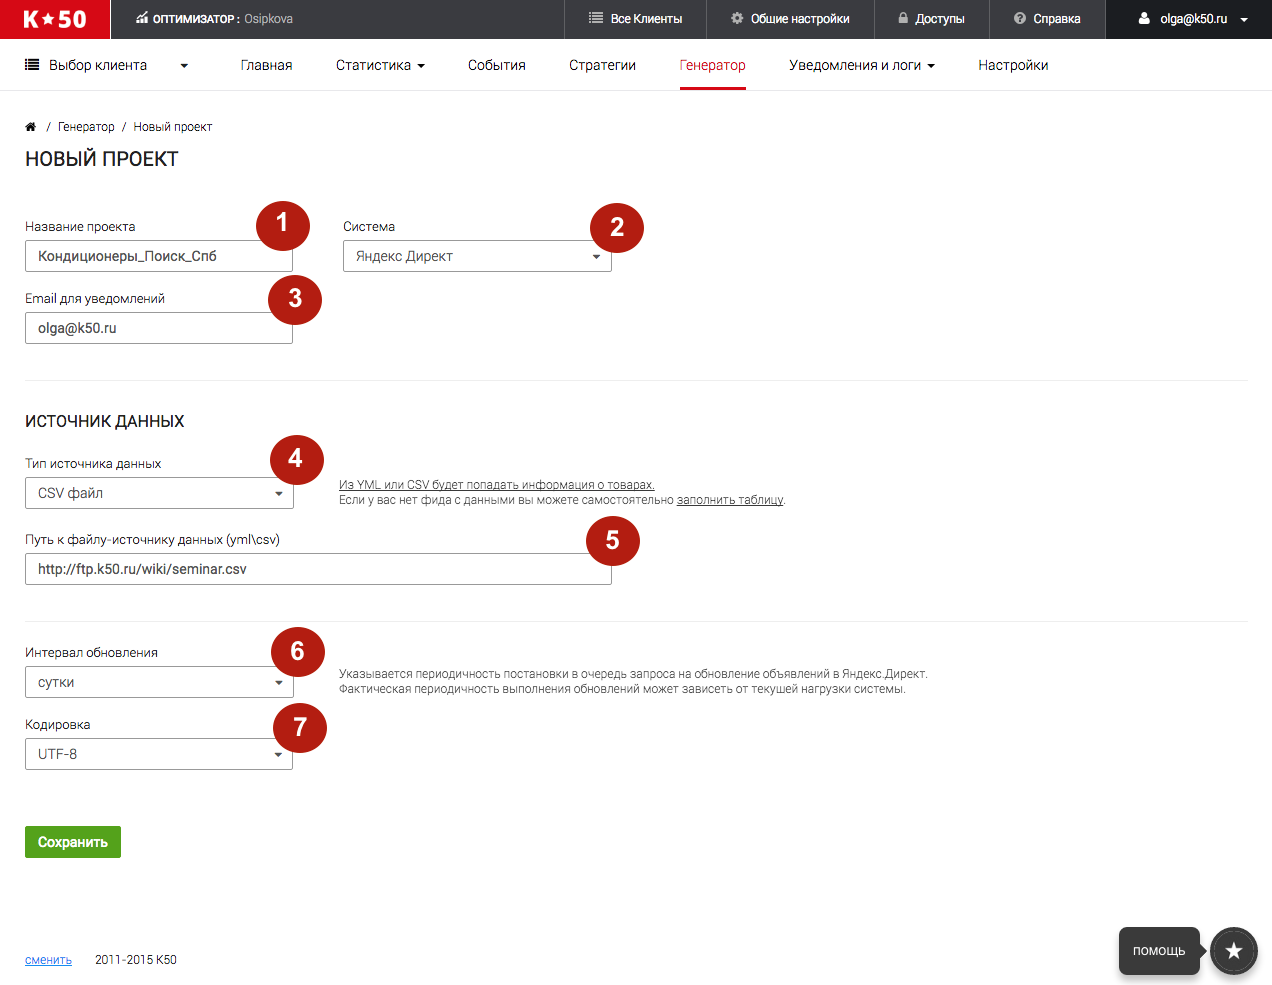 K★50
ОПТИМИЗАТОР : Osipkova
Все Клиенты
Общие настройки
Доступы
Справка
olga@k50.ru
Выбор клиента
Главная
Статистика
События
Стратегии
Генератор
Уведомления и логи
Настройки
/ Генератор / Новый проект
НОВЫЙ ПРОЕКТ
Название проекта
1
Кондиционеры_Поиск_Спб
Система
2
Яндекс Директ
Email для уведомлений
3
olga@k50.ru
ИСТОЧНИК ДАННЫХ
Тип источника данных
4
CSV файл
Из YML или CSV будет попадать информация о товарах.
Если у вас нет фида с данными вы можете самостоятельно заполнить таблицу.
Путь к файлу-источнику данных (yml\csv)
5
http://ftp.k50.ru/wiki/seminar.csv
Интервал обновления
6
сутки
Указывается периодичность постановки в очередь запроса на обновление объявлений в Яндекс.Директ.
Фактическая периодичность выполнения обновлений может зависеть от текущей нагрузки системы.
Кодировка
7
UTF-8
Сохранить
сменить
2011-2015 К50
ПОМОЩЬ